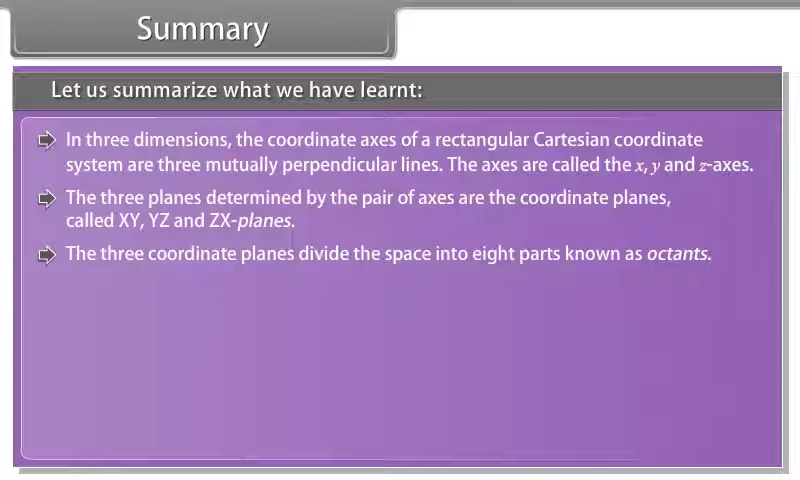 Summary
Let us summarize what we have learnt:
In three dimensions, the coordinate axes of a rectangular Cartesian coordinate
system are three mutually perpendicular lines. The axes are called the x, y and z-axes.
The three planes determined by the pair of axes are the coordinate planes,
called XY, YZ and ZX-planes.
The three coordinate planes divide the space into eight parts known as octants.